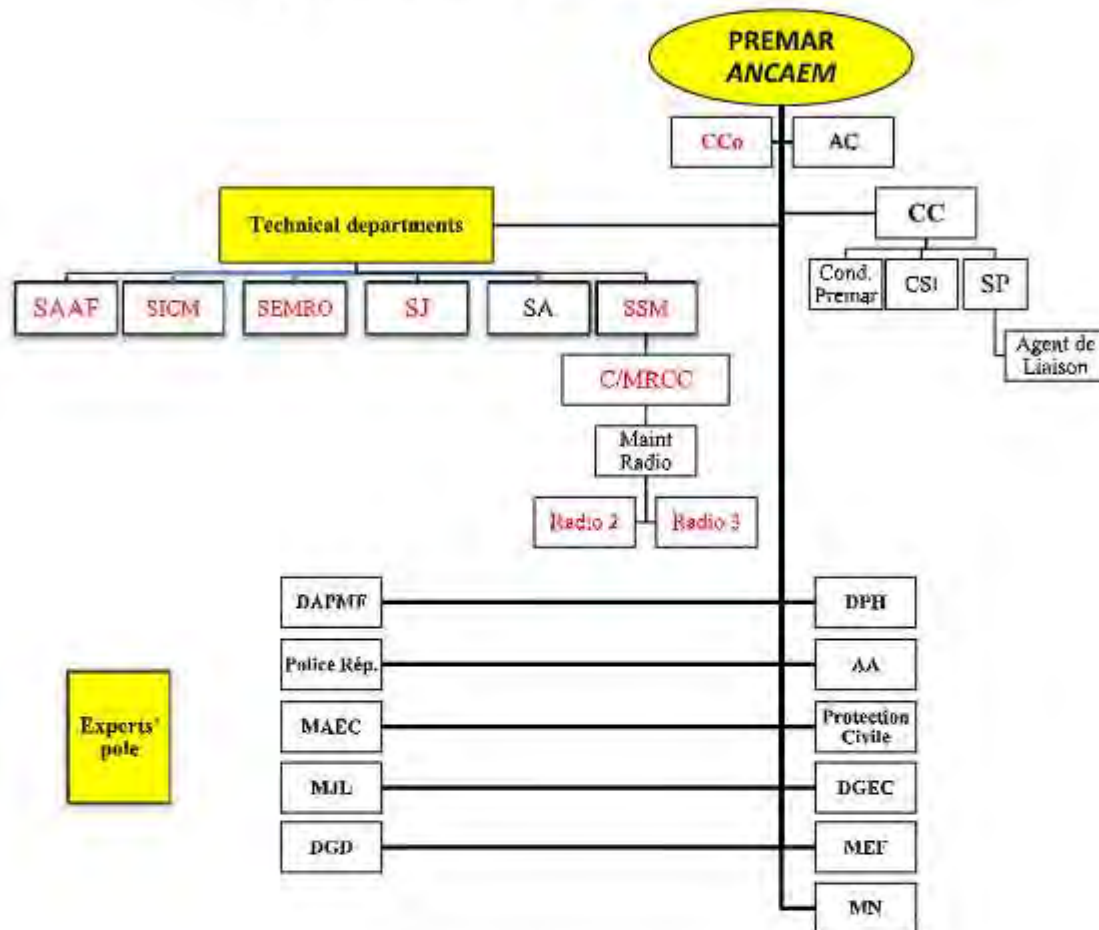 PREMAR
ANCAEM
CCo
AC
Technical departments
CC
Cond.
Premar
CSI
SP
SAAF
SICM
SEMRO
SJ
SA
SSM
Agent de
Liaison
C/MRCC
Maint
Radio
Radio 2
Radio 3
DAPMF
DPH
Police Rép.
AA
Experts'
pole
MAEC
Protection
Civile
MJL
DGEC
DGD
MEF
MN